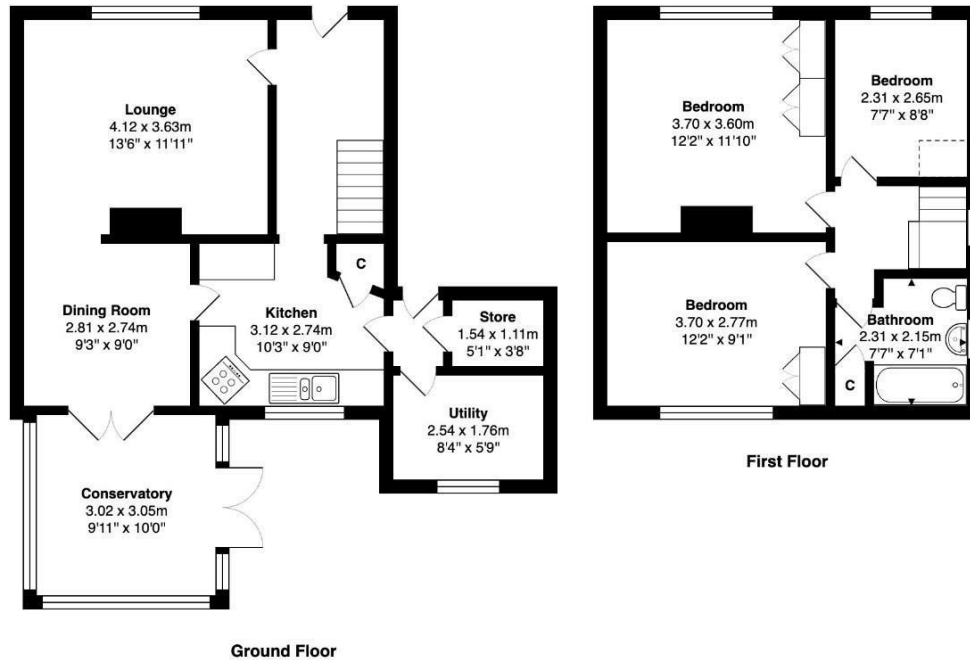 Lounge
4.12 x 3.63m
13'6" x 11'11"
Dining Room
2.81 x 2.74m
9'3" x 9'0"
Kitchen
3.12 x 2.74m
10'3" x 9'0"
C
Store
1.54 x 1.11m
5'1" x 3'8"
Utility
2.54 x 1.76m
8'4" x 5'9"
Conservatory
3.02 x 3.05m
9'11" x 10'0"
Ground Floor
Bedroom
3.70 x 3.60m
12'2" x 11'10"
Bedroom
2.31 x 2.65m
7'7" x 8'8"
Bedroom
3.70 x 2.77m
12'2" x 9'1"
Bathroom
2.31 x 2.15m
7'7" x 7'1"
C
First Floor